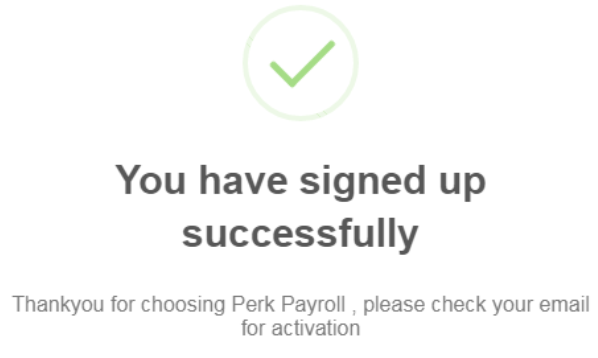 You have signed up
successfully
Thankyou for choosing Perk Payroll , please check your email
for activation